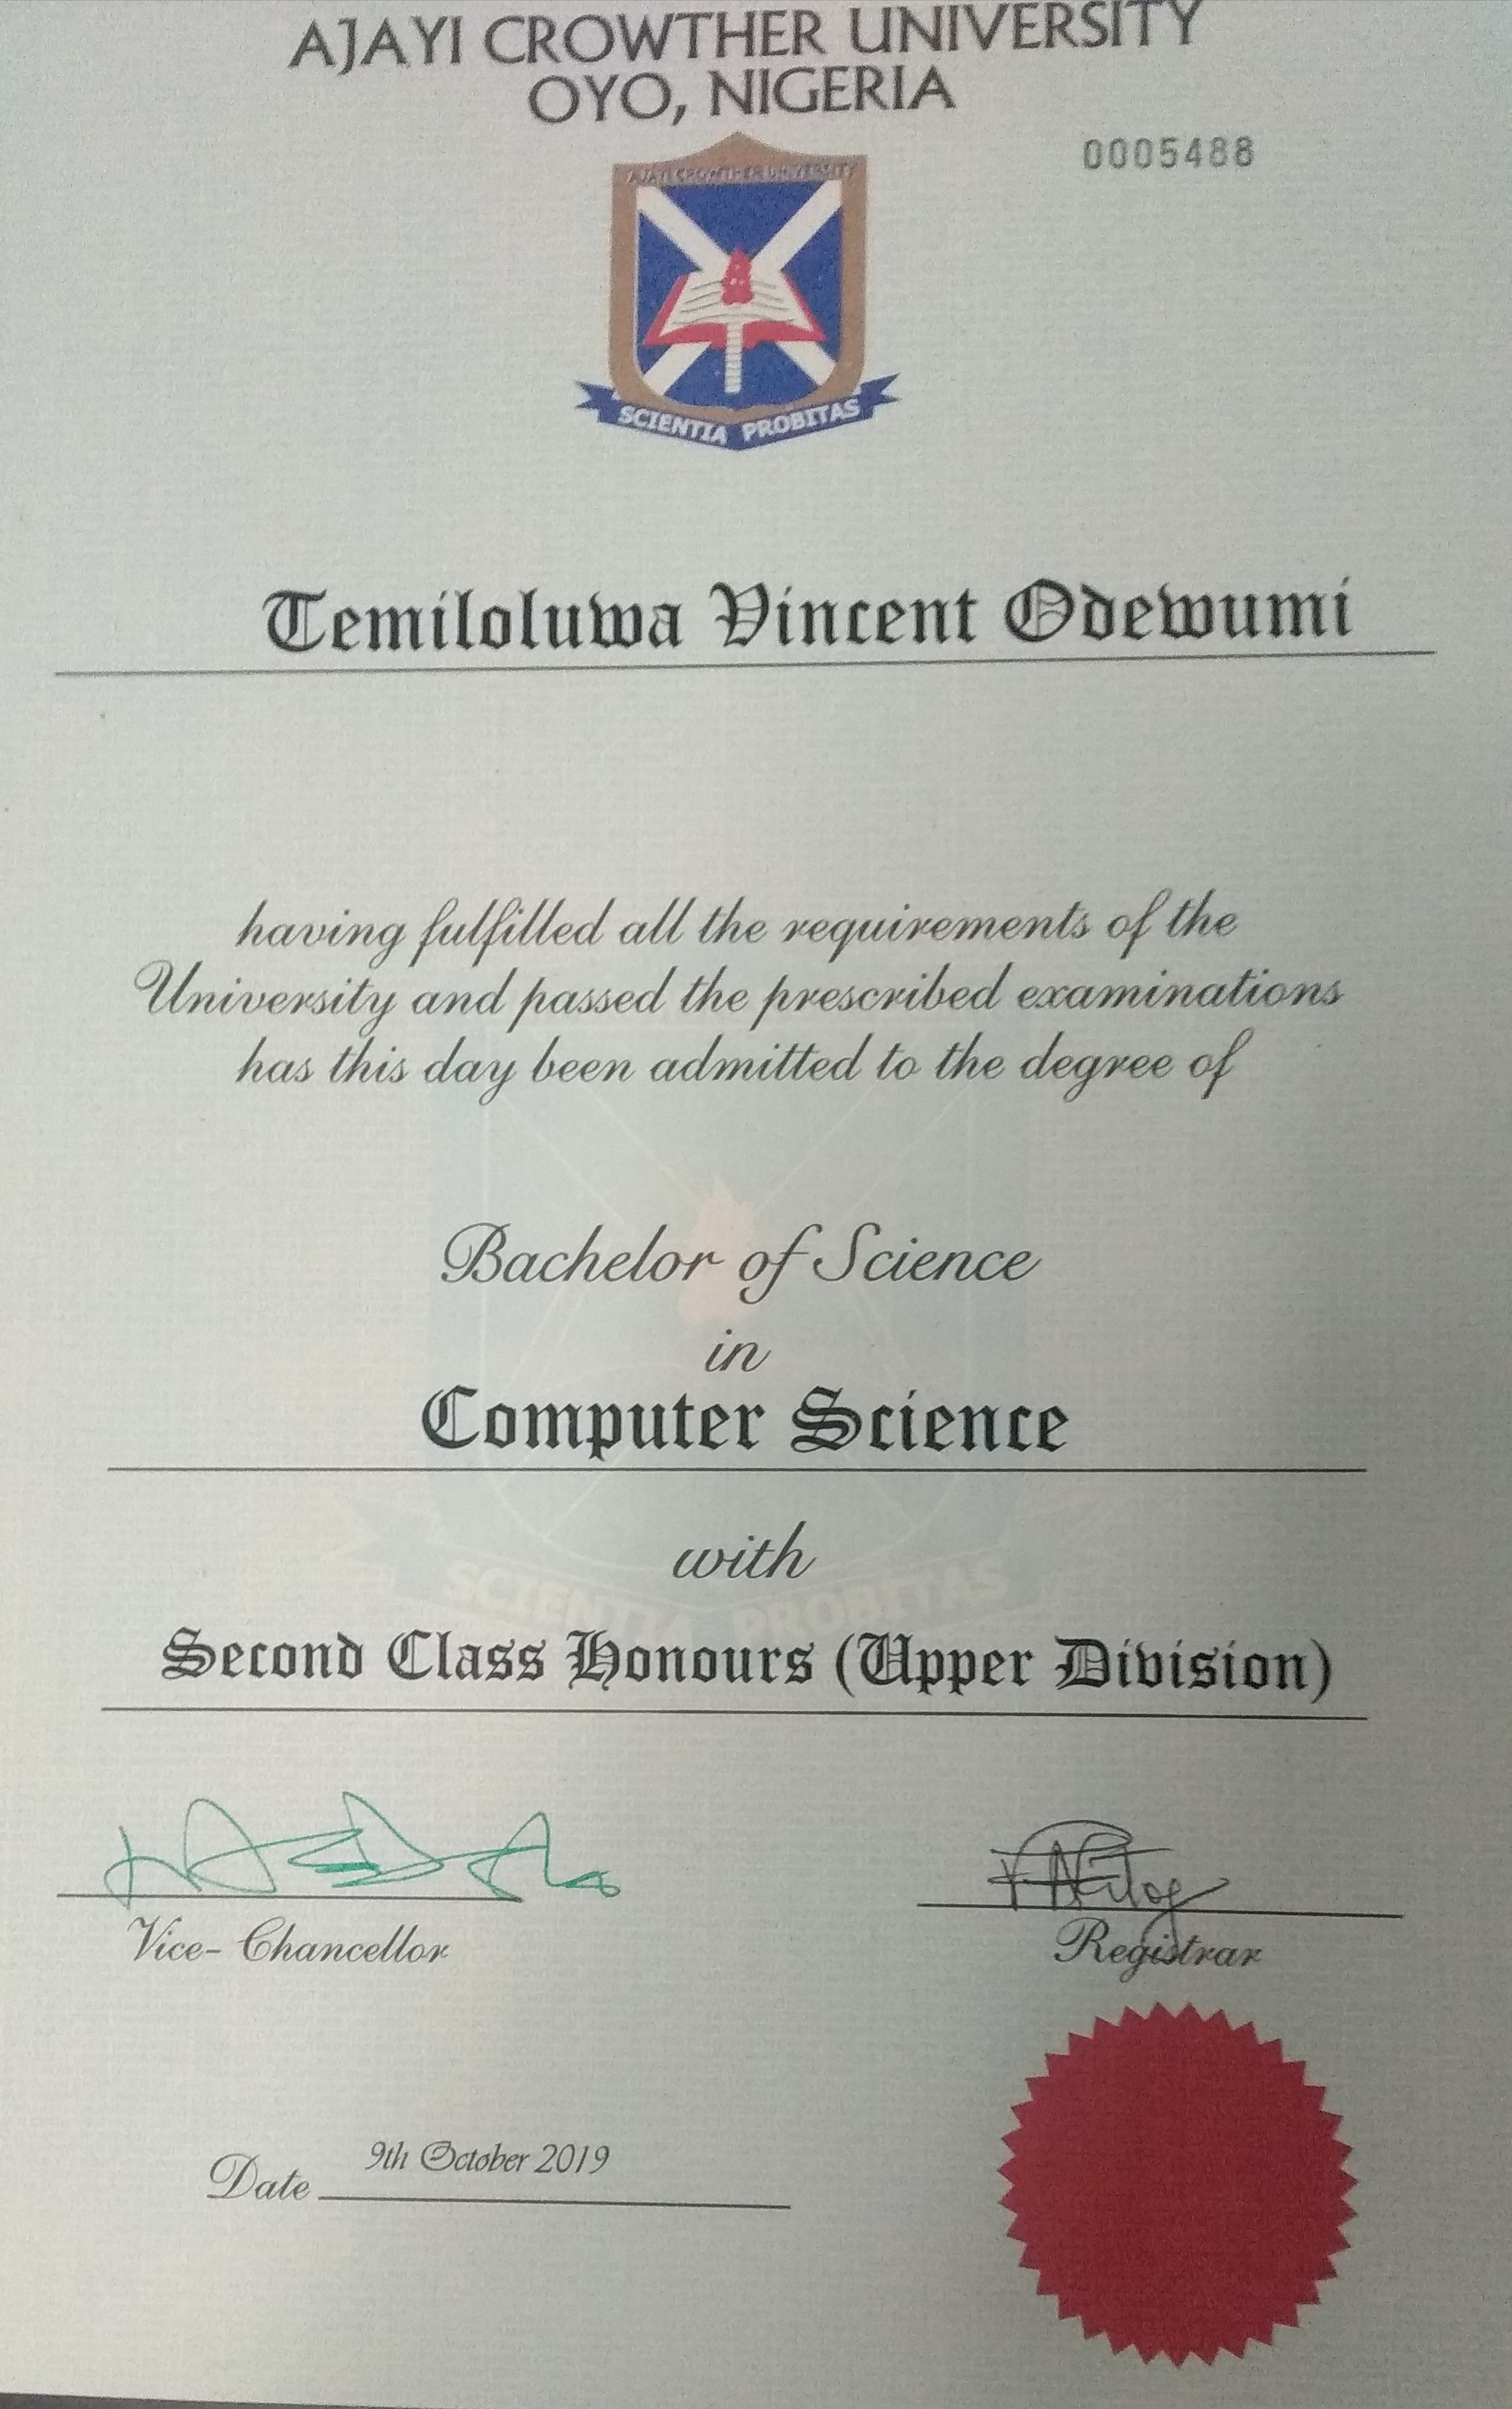 AJAYI CROWTHER UNIVERSITY
OYO, NIGERIA
0005488
AJAYI CROWTHER UNIVERSITY
SCIENTIA PROBITAS
Temiloluwa Vincent Odewumi
having fulfilled all the requirements of the
University and passed the prescribed examinations
has this day been admitted to the degree of
Bachelor of Science
in
Computer Science
with
SCIENTIA PROBITAS
Second Class Honours (Upper Division)
Vice- Chancellor
Registrar
Date 9th October 2019